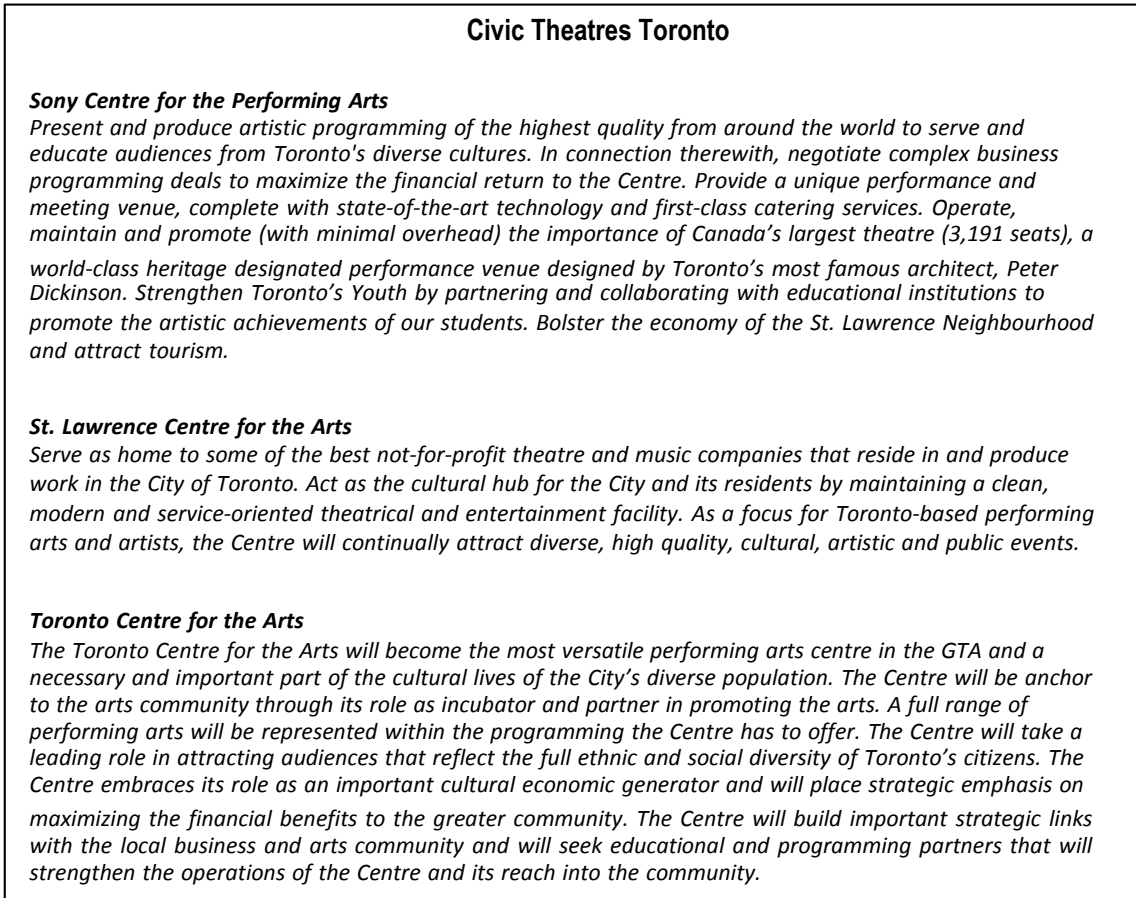 Civic Theatres Toronto
Sony Centre for the Performing Arts
Present and produce artistic programming of the highest quality from around the world to serve and
educate audiences from Toronto's diverse cultures. In connection therewith, negotiate complex business
programming deals to maximize the financial return to the Centre. Provide a unique performance and
meeting venue, complete with state-of-the-art technology and first-class catering services. Operate,
maintain and promote (with minimal overhead) the importance of Canada’s largest theatre (3,191 seats), a
world-class heritage designated performance venue designed by Toronto’s most famous architect, Peter
Dickinson. Strengthen Toronto’s Youth by partnering and collaborating with educational institutions to
promote the artistic achievements of our students. Bolster the economy of the St. Lawrence Neighbourhood
and attract tourism.
St. Lawrence Centre for the Arts
Serve as home to some of the best not-for-profit theatre and music companies that reside in and produce
work in the City of Toronto. Act as the cultural hub for the City and its residents by maintaining a clean,
modern and service-oriented theatrical and entertainment facility. As a focus for Toronto-based performing
arts and artists, the Centre will continually attract diverse, high quality, cultural, artistic and public events.
Toronto Centre for the Arts
The Toronto Centre for the Arts will become the most versatile performing arts centre in the GTA and a
necessary and important part of the cultural lives of the City’s diverse population. The Centre will be anchor
to the arts community through its role as incubator and partner in promoting the arts. A full range of
performing arts will be represented within the programming the Centre has to offer. The Centre will take a
leading role in attracting audiences that reflect the full ethnic and social diversity of Toronto’s citizens. The
Centre embraces its role as an important cultural economic generator and will place strategic emphasis on
maximizing the financial benefits to the greater community. The Centre will build important strategic links
with the local business and arts community and will seek educational and programming partners that will
strengthen the operations of the Centre and its reach into the community.